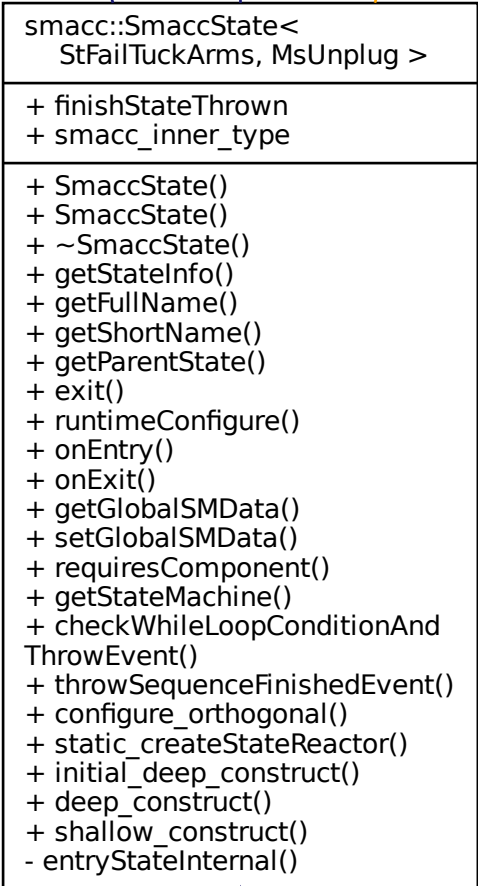 smacc::SmaccState<
StFailTuckArms, MsUnplug >
+ finishStateThrown
+ smacc_inner_type
+ SmaccState()
+ SmaccState()
+ ~SmaccState()
+ getStateInfo()
+ getFullName()
+ getShortName()
+ getParentState()
+ exit()
+ runtimeConfigure()
+ onEntry()
+ onExit()
+ getGlobalSMData()
+ setGlobalSMData()
+ requiresComponent()
+ getStateMachine()
+ checkWhileLoopConditionAnd
ThrowEvent()
+ throwSequenceFinishedEvent()
+ configure_orthogonal()
+ static_createStateReactor()
+ initial_deep_construct()
+ deep_construct()
+ shallow_construct()
- entryStateInternal()